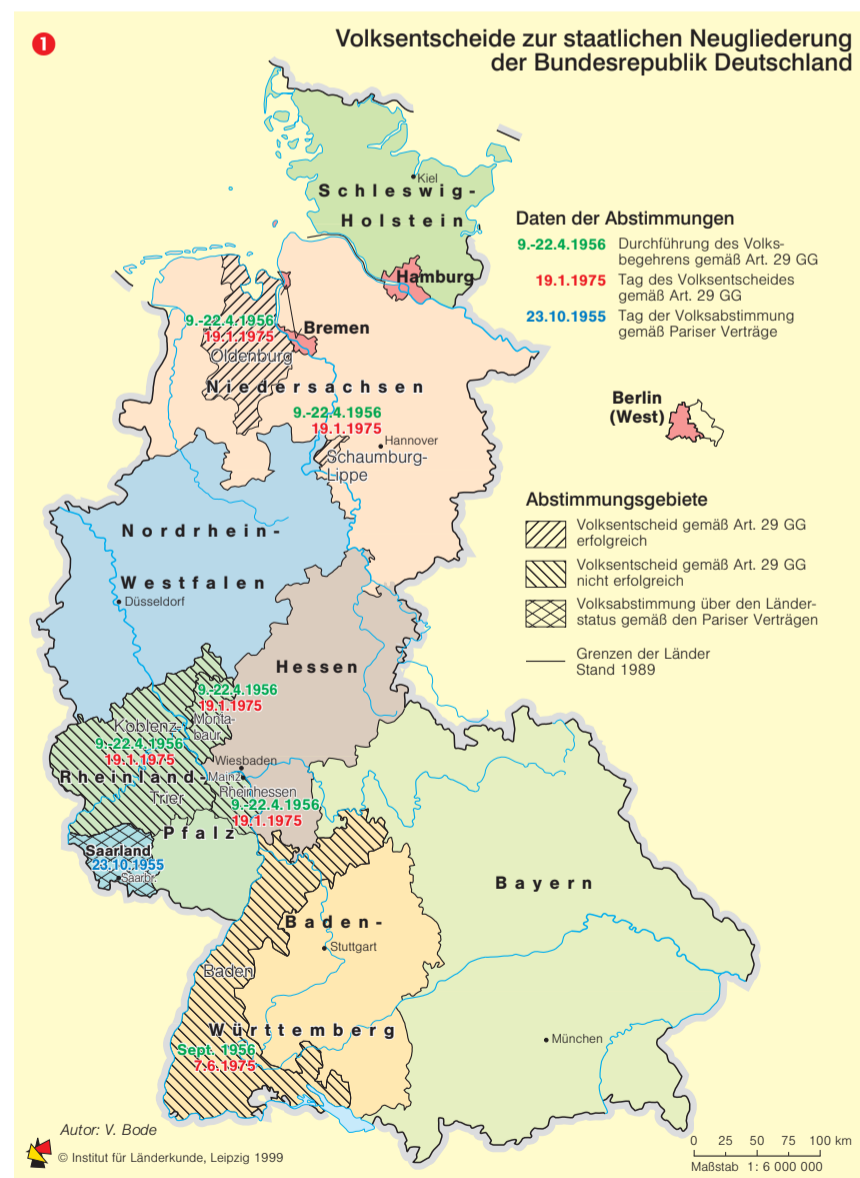 1
Volksentscheide zur staatlichen Neugliederung
der Bundesrepublik Deutschland
Kiel
Schleswig-
Holstein
Daten der Abstimmungen
9.-22.4.1956 Durchführung des Volks-
begehrens gemäß Art. 29 GG
19.1.1975 Tag des Volksentscheides
gemäß Art. 29 GG
23.10.1955 Tag der Volksabstimmung
gemäß Pariser Verträge
Hamburg
9.-22.4.1956
19.1.1975
Oldenburg
Bremen
Niedersachsen
9.-22.4.1956
19.1.1975
Hannover
Schaumburg-
Lippe
Berlin
(West)
Abstimmungsgebiete
Volksentscheid gemäß Art. 29 GG
erfolgreich
Volksentscheid gemäß Art. 29 GG
nicht erfolgreich
Volksabstimmung über den Länder-
status gemäß den Pariser Verträgen
Grenzen der Länder
Stand 1989
Nordrhein-
Westfalen
Düsseldorf
Hessen
9.-22.4.1956
19.1.1975
Monta-
baur
Koblenz-
9.-22.4.1956
19.1.1975
Rheinland-
Trier
Wiesbaden
Mainz
Rheinhessen
9.-22.4.1956
19.1.1975
Pfalz
Saarland
23.10.1955
Saarbr.
Bayern
Baden-
Stuttgart
Baden
Württemberg
Sept. 1956
7.6.1975
München
Autor: V. Bode
© Institut für Länderkunde, Leipzig 1999
0 25 50 75 100 km
Maßstab 1: 6 000 000